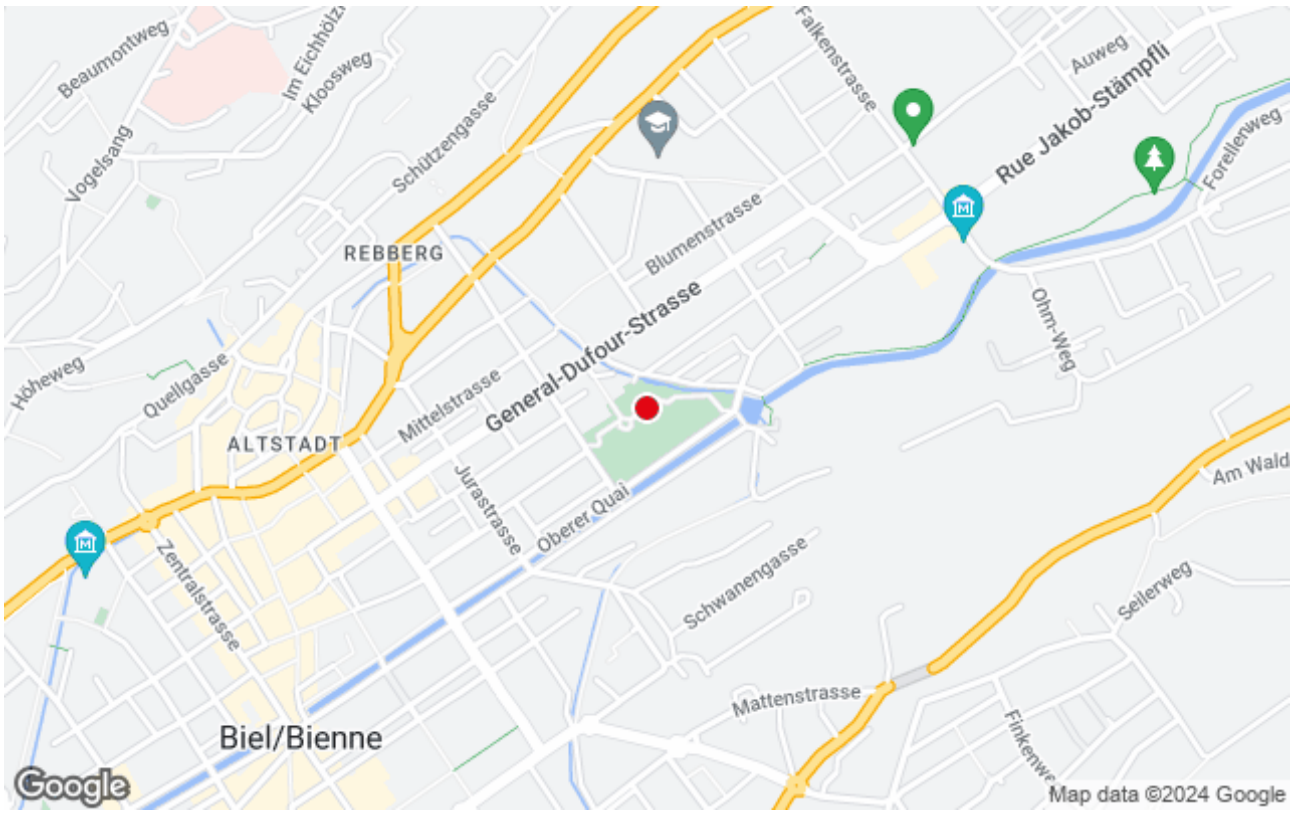 Beaumontweg
Im Eichhölzli
Kloosweg
Falkenstrasse
Auweg
Rue Jakob-Stämpfli
Vogelsang
Schützengasse
Forellenweg
REBBERG
Blumenstrasse
General-Dufour-Strasse
Ohm-Weg
Höheweg
Quellgasse
Mittelstrasse
ALTSTADT
Am Wald
Jurastrasse
Oberer Quai
Zentralstrasse
Schwanengasse
Seilerweg
Mattenstrasse
Finkenweg
Biel/Bienne
Google
Map data ©2024 Google